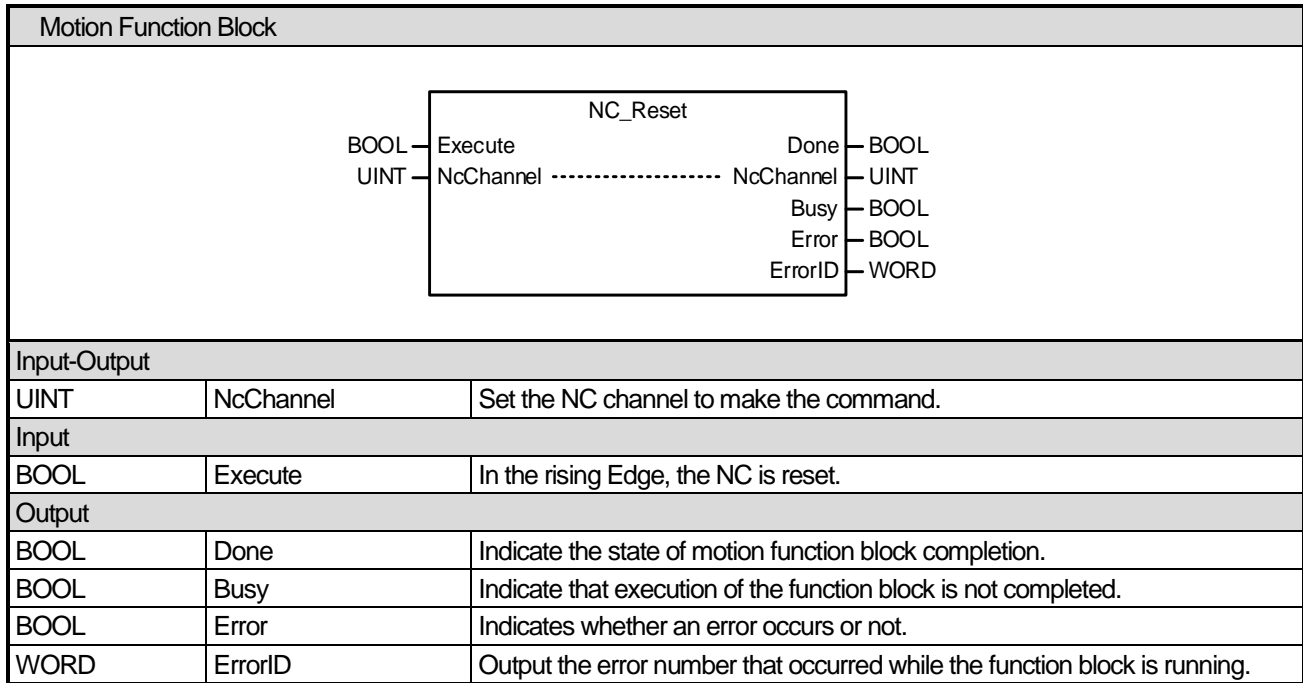 Motion Function Block
NC_Reset
BOOL Execute Done BOOL
UINT NcChannel NcChannel UINT
Busy BOOL
Error BOOL
ErrorID WORD
Input-Output
UINT NcChannel Set the NC channel to make the command.
Input
BOOL Execute In the rising Edge, the NC is reset.
Output
BOOL Done Indicate the state of motion function block completion.
BOOL Busy Indicate that execution of the function block is not completed.
BOOL Error Indicates whether an error occurs or not.
WORD ErrorID Output the error number that occurred while the function block is running.